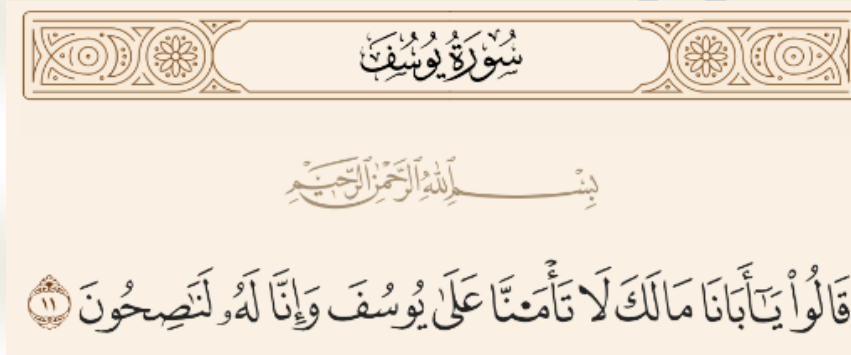 سُورَةُ يُوسُفَ
بِسْمِ ٱللَّهِ ٱلرَّحْمَٰنِ ٱلرَّحِيمِ
قَالُوا۟ يَٰٓأَبَانَا مَا لَكَ لَا تَأْمَ۫نَّا عَلَىٰ يُوسُفَ وَإِنَّا لَهُۥ لَنَٰصِحُونَ ١١